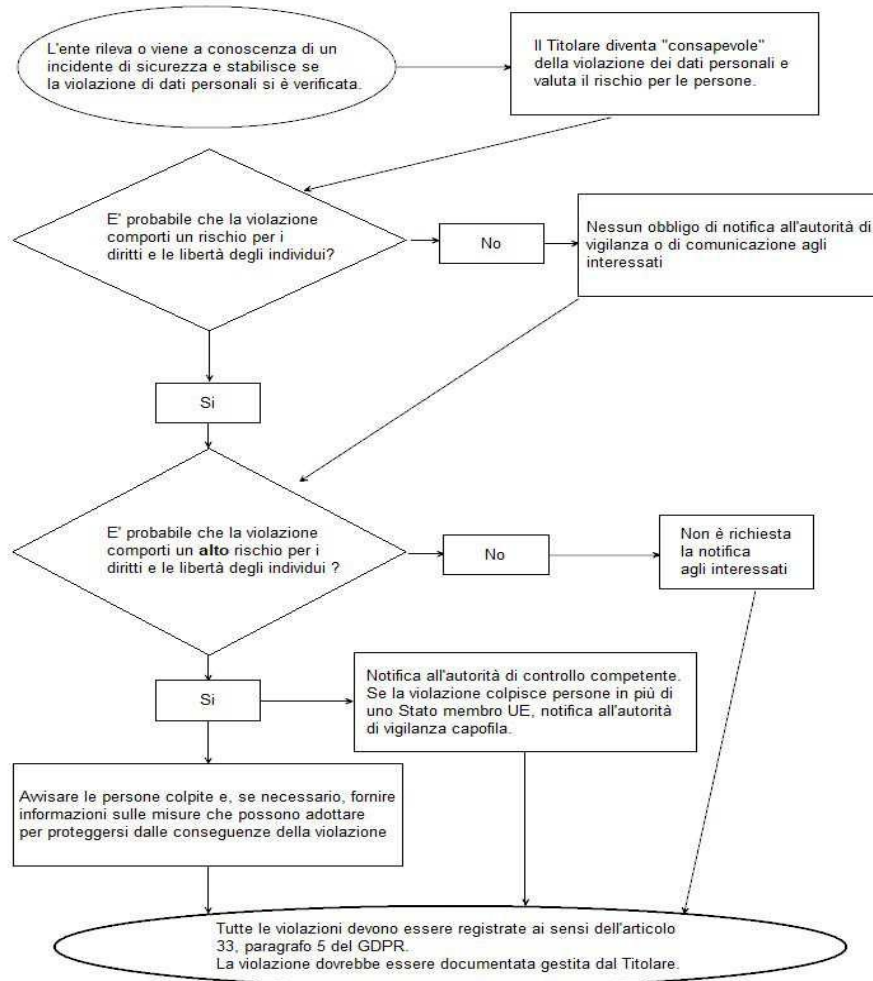 L'ente rileva o viene a conoscenza di un
incidente di sicurezza e stabilisce se
la violazione di dati personali si è verificata.
Il Titolare diventa "consapevole"
della violazione dei dati personali e
valuta il rischio per le persone.
E' probabile che la violazione
comporti un rischio per i
diritti e le libertà degli individui?
No
Nessun obbligo di notifica all'autorità di
vigilanza o di comunicazione agli
interessati
Si
E' probabile che la violazione
comporti un alto rischio per i
diritti e le libertà degli individui ?
No
Non è richiesta
la notifica
agli interessati
Si
Notifica all'autorità di controllo competente.
Se la violazione colpisce persone in più di
uno Stato membro UE, notifica all'autorità
di vigilanza capofila.
Avvisare le persone colpite e, se necessario, fornire
informazioni sulle misure che possono adottare
per proteggersi dalle conseguenze della violazione
Tutte le violazioni devono essere registrate ai sensi dell'articolo
33, paragrafo 5 del GDPR.
La violazione dovrebbe essere documentata gestita dal Titolare.